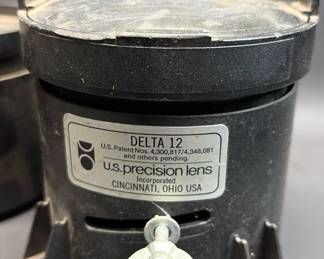 DELTA 12
U.S. Patent Nos. 4,300,817/4,348,081
and others pending.
u.s. precision lens
Incorporated
CINCINNATI, OHIO USA